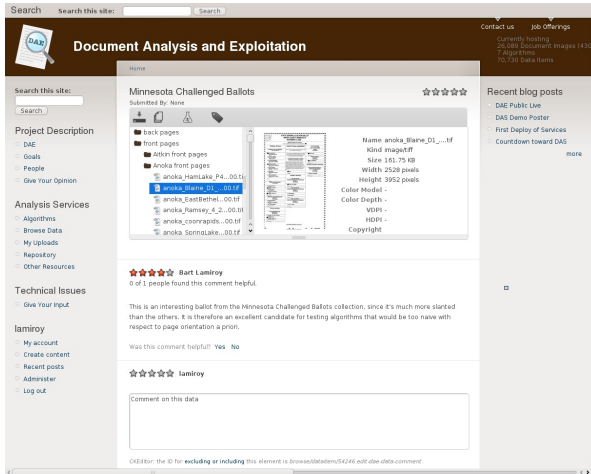 Search
Search this site:
Search
Contact us
Job Offerings
DAE
Document Analysis and Exploitation
Currently hosting
26,089 Document Images (430
7 Algorithms
70,730 Data Items
Home
Search this site:
Search
Project Description
DAE
Goals
People
Give Your Opinion
Analysis Services
Algorithms
Browse Data
My Uploads
Repository
Other Resources
Technical Issues
Give Your Input
lamiroy
My account
Create content
Recent posts
Administer
Log out
Minnesota Challenged Ballots
Submitted By: None
back pages
front pages
Aitkin front pages
Anoka front pages
anoka_HamLake_P4...00.ti
anoka_Blaine_D1_...00.tif
anoka_EastBethel...00.tif
anoka_Ramsey_4_2...00.tif
anoka_coonrapids...00.tif
anoka_SpringLake...00.tif
Name anoka_Blaine_D1_....tif
Kind image/tiff
Size 161.75 KB
Width 2528 pixels
Height 3952 pixels
Color Model -
Color Depth -
VDPI -
HDPI -
Copyright
Bart Lamiroy
0 of 1 people found this comment helpful.
This is an interesting ballot from the Minnesota Challenged Ballots collection, since it's much more slanted
than the others. It is therefore an excellent candidate for testing algorithms that would be too naive with
respect to page orientation a priori.
Was this comment helpful? Yes No
lamiroy
Comment on this data
CKEditor: the ID for excluding or including this element is browse/dataitem/54246.edit-dae-data-comment.
Recent blog posts
DAE Public Live
DAS Demo Poster
First Deploy of Services
Countdown toward DAS
more